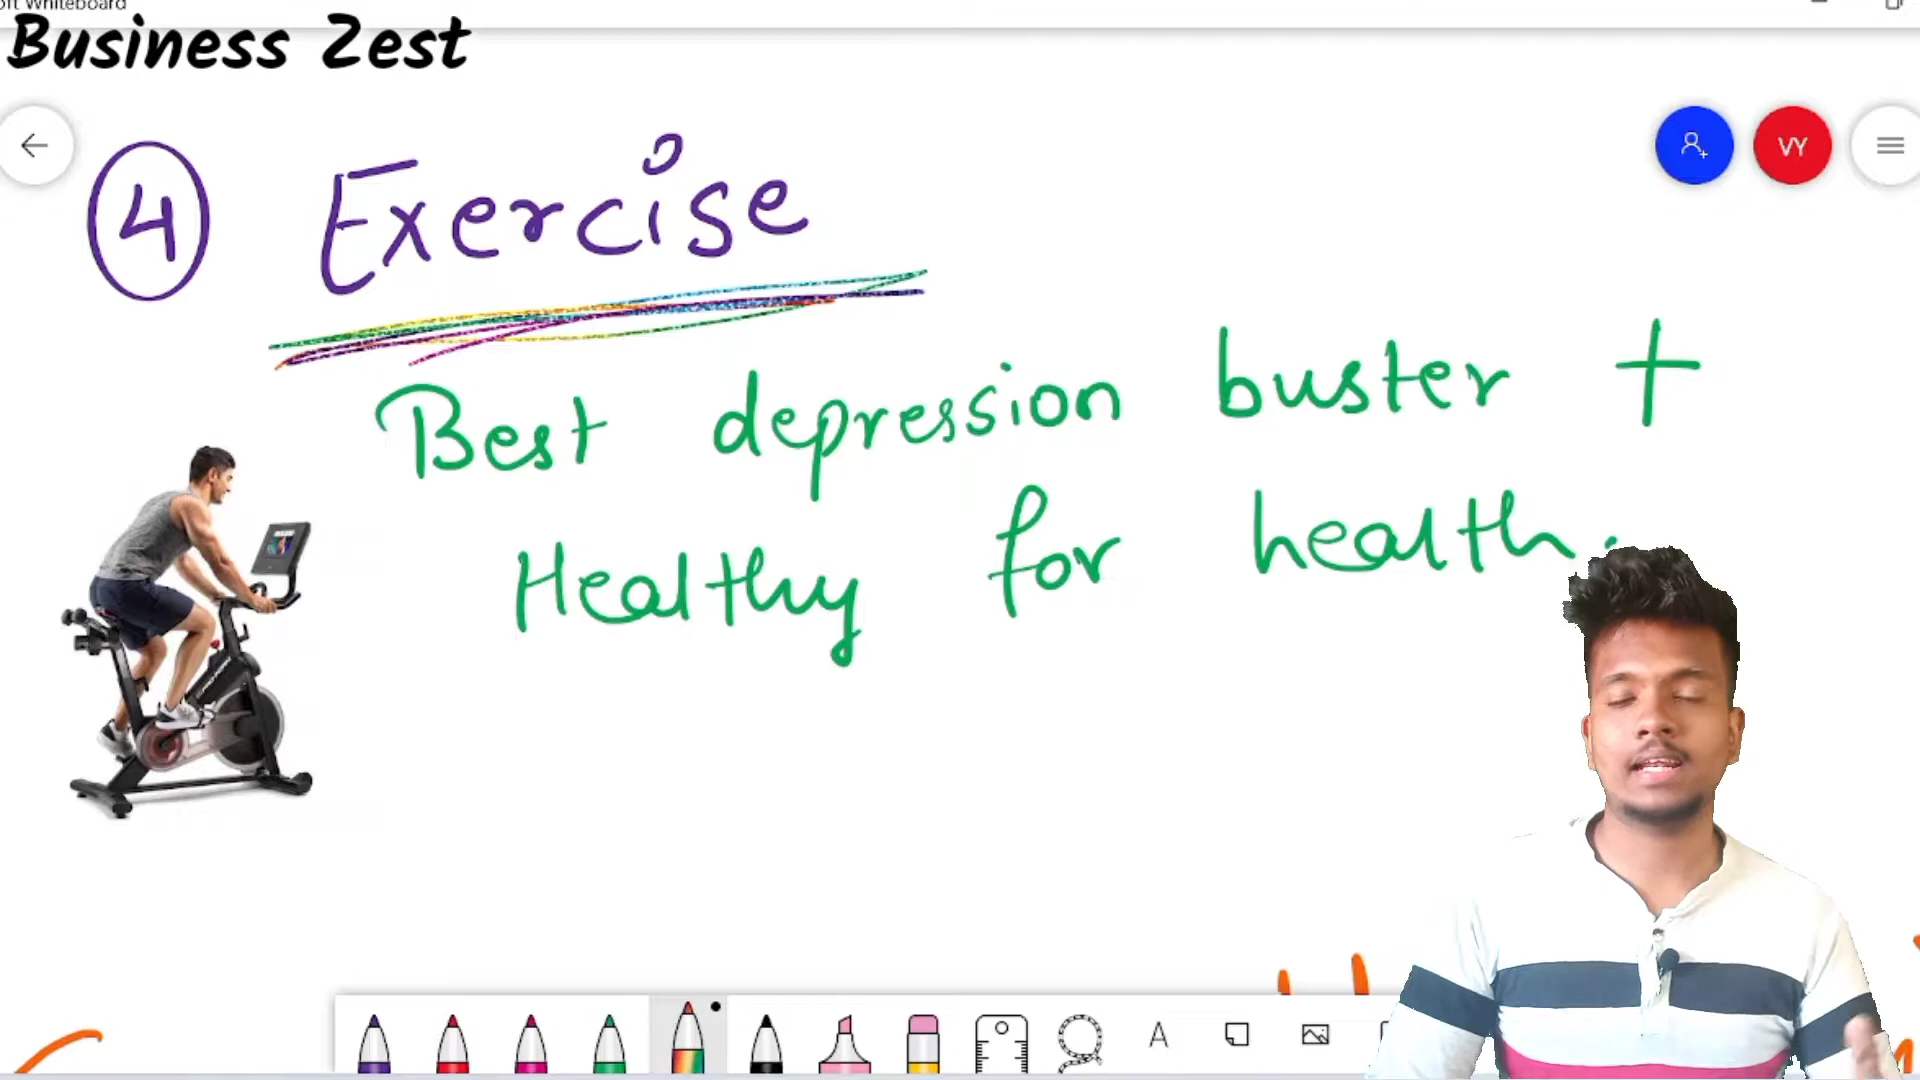 Business Zest
VY
4 Exercise
Best depression buster +
Healthy for health.
A